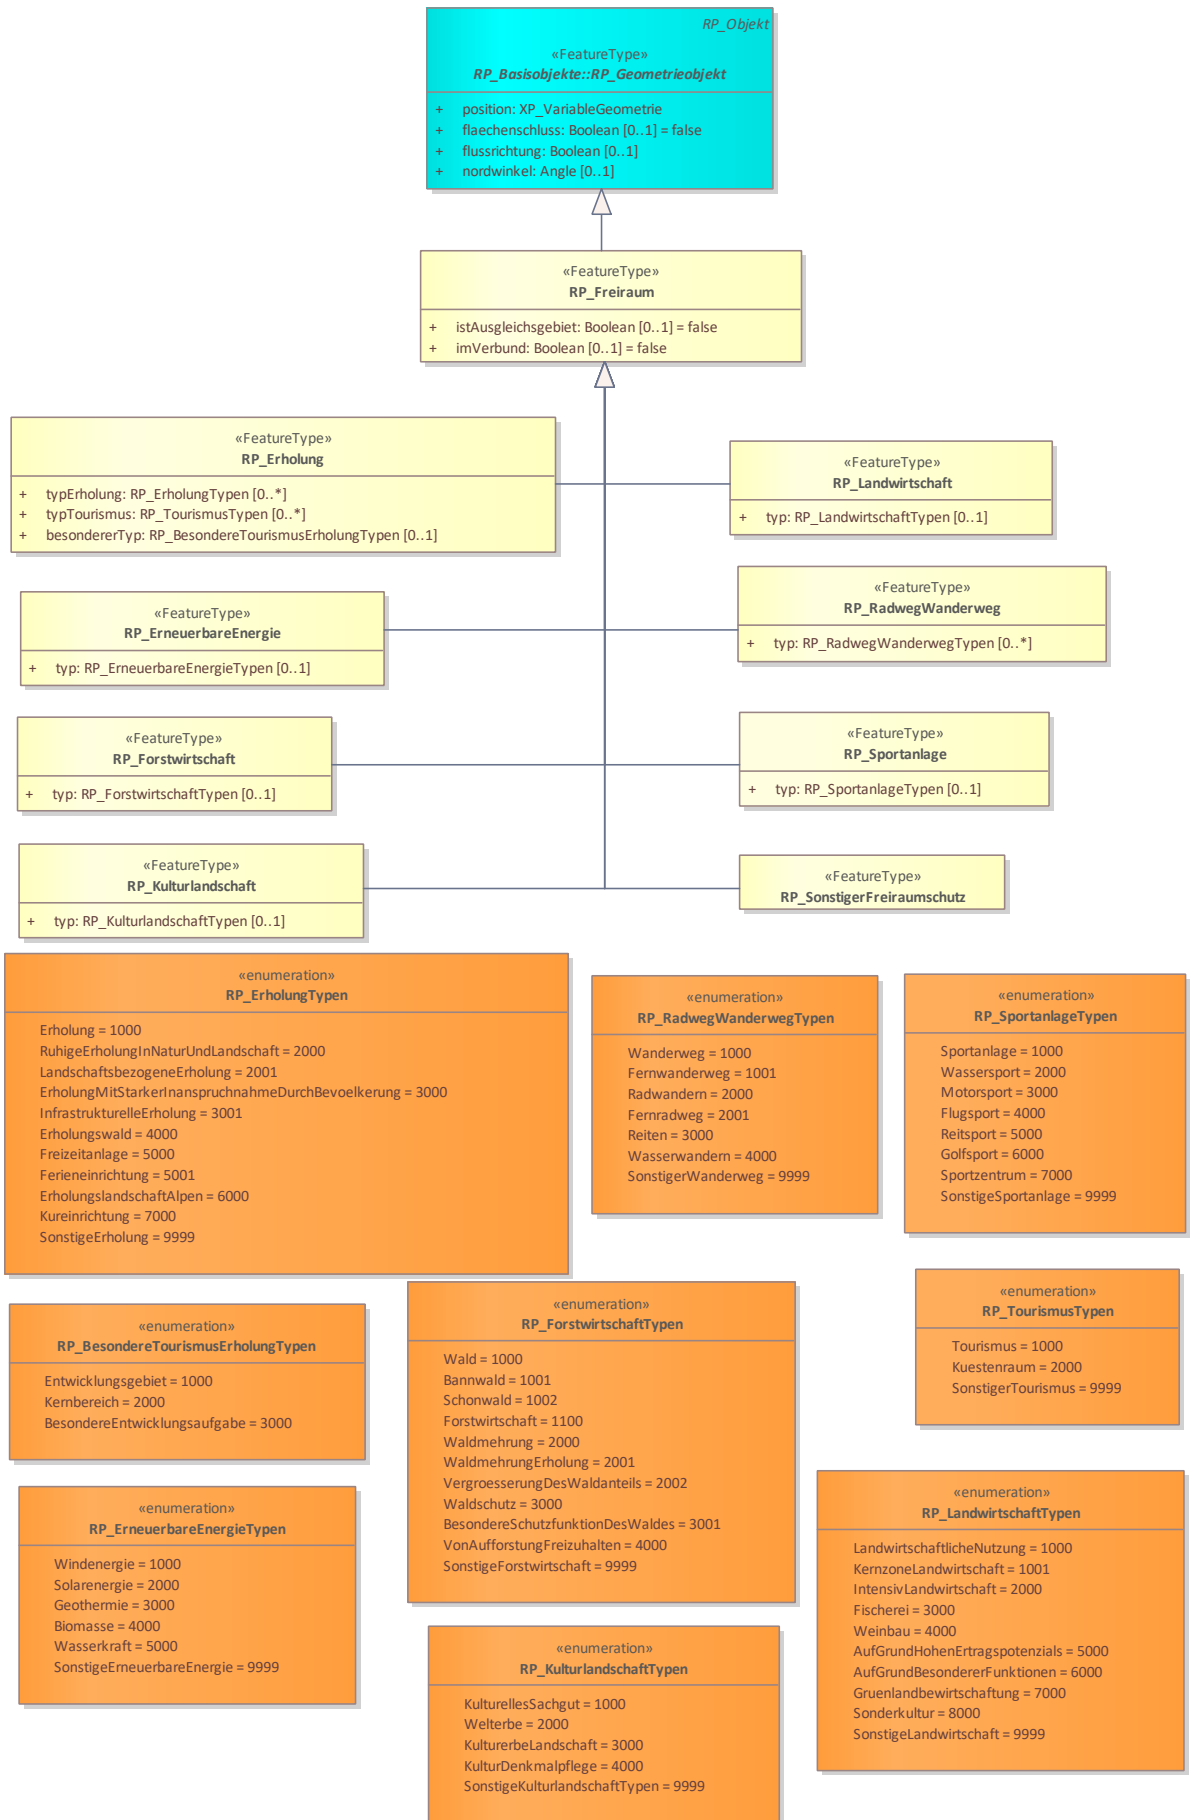 RP_Objekt
«FeatureType»
RP_Basisobjekte::RP_Geometrieobjekt
+ position: XP_VariableGeometrie
+ flaechenschluss: Boolean [0..1] = false
+ flussrichtung: Boolean [0..1]
+ nordwinkel: Angle [0..1]
«FeatureType»
RP_Freiraum
+ istAusgleichsgebiet: Boolean [0..1] = false
+ imVerbund: Boolean [0..1] = false
«FeatureType»
RP_Erholung
+ typErholung: RP_ErholungTypen [0..*]
+ typTourismus: RP_TourismusTypen [0..*]
+ besondererTyp: RP_BesondereTourismusErholungTypen [0..1]
«FeatureType»
RP_Landwirtschaft
+ typ: RP_LandwirtschaftTypen [0..1]
«FeatureType»
RP_ErneuerbareEnergie
+ typ: RP_ErneuerbareEnergieTypen [0..1]
«FeatureType»
RP_RadwegWanderweg
+ typ: RP_RadwegWanderwegTypen [0..*]
«FeatureType»
RP_Forstwirtschaft
+ typ: RP_ForstwirtschaftTypen [0..1]
«FeatureType»
RP_Sportanlage
+ typ: RP_SportanlageTypen [0..1]
«FeatureType»
RP_Kulturlandschaft
+ typ: RP_KulturlandschaftTypen [0..1]
«FeatureType»
RP_SonstigerFreiraumschutz
«enumeration»
RP_ErholungTypen
Erholung = 1000
RuhigeErholungInNaturUndLandschaft = 2000
LandschaftsbezogeneErholung = 2001
ErholungMitStarkerInanspruchnahmeDurchBevoelkerung = 3000
InfrastrukturelleErholung = 3001
Erholungswald = 4000
Freizeitanlage = 5000
Ferieneinrichtung = 5001
ErholungslandschaftAlpen = 6000
Kureinrichtung = 7000
SonstigeErholung = 9999
«enumeration»
RP_RadwegWanderwegTypen
Wanderweg = 1000
Fernwanderweg = 1001
Radwandern = 2000
Fernradweg = 2001
Reiten = 3000
Wasserwandern = 4000
SonstigerWanderweg = 9999
«enumeration»
RP_SportanlageTypen
Sportanlage = 1000
Wassersport = 2000
Motorsport = 3000
Flugsport = 4000
Reitsport = 5000
Golfsport = 6000
Sportzentrum = 7000
SonstigeSportanlage = 9999
«enumeration»
RP_BesondereTourismusErholungTypen
Entwicklungsgebiet = 1000
Kernbereich = 2000
BesondereEntwicklungsaufgabe = 3000
«enumeration»
RP_ForstwirtschaftTypen
Wald = 1000
Bannwald = 1001
Schonwald = 1002
Forstwirtschaft = 1100
Waldmehrung = 2000
WaldmehrungErholung = 2001
VergroesserungDesWaldanteils = 2002
Waldschutz = 3000
BesondereSchutzfunktionDesWaldes = 3001
VonAufforstungFreizuhalten = 4000
SonstigeForstwirtschaft = 9999
«enumeration»
RP_TourismusTypen
Tourismus = 1000
Kuestenraum = 2000
SonstigerTourismus = 9999
«enumeration»
RP_ErneuerbareEnergieTypen
Windenergie = 1000
Solarenergie = 2000
Geothermie = 3000
Biomasse = 4000
Wasserkraft = 5000
SonstigeErneuerbareEnergie = 9999
«enumeration»
RP_LandwirtschaftTypen
LandwirtschaftlicheNutzung = 1000
KernzoneLandwirtschaft = 1001
IntensivLandwirtschaft = 2000
Fischerei = 3000
Weinbau = 4000
AufGrundHohenErtragspotenzials = 5000
AufGrundBesondererFunktionen = 6000
Gruenlandbewirtschaftung = 7000
Sonderkultur = 8000
SonstigeLandwirtschaft = 9999
«enumeration»
RP_KulturlandschaftTypen
KulturellesSachgut = 1000
Welterbe = 2000
KulturerbeLandschaft = 3000
KulturDenkmalpflege = 4000
SonstigeKulturlandschaftTypen = 9999